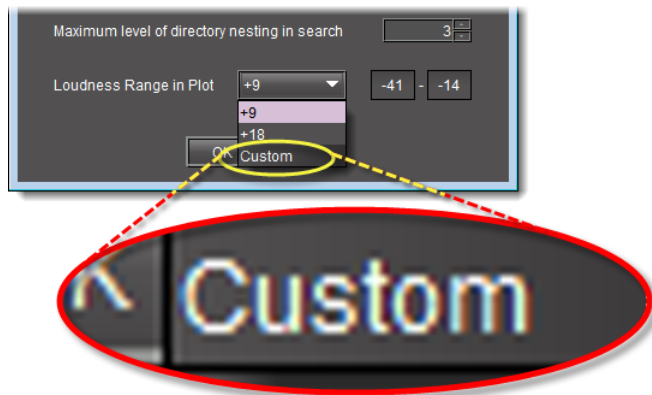 Maximum level of directory nesting in search 3
Loudness Range in Plot +9 -41 - -14
+9
+18
OK Custom
K Custom